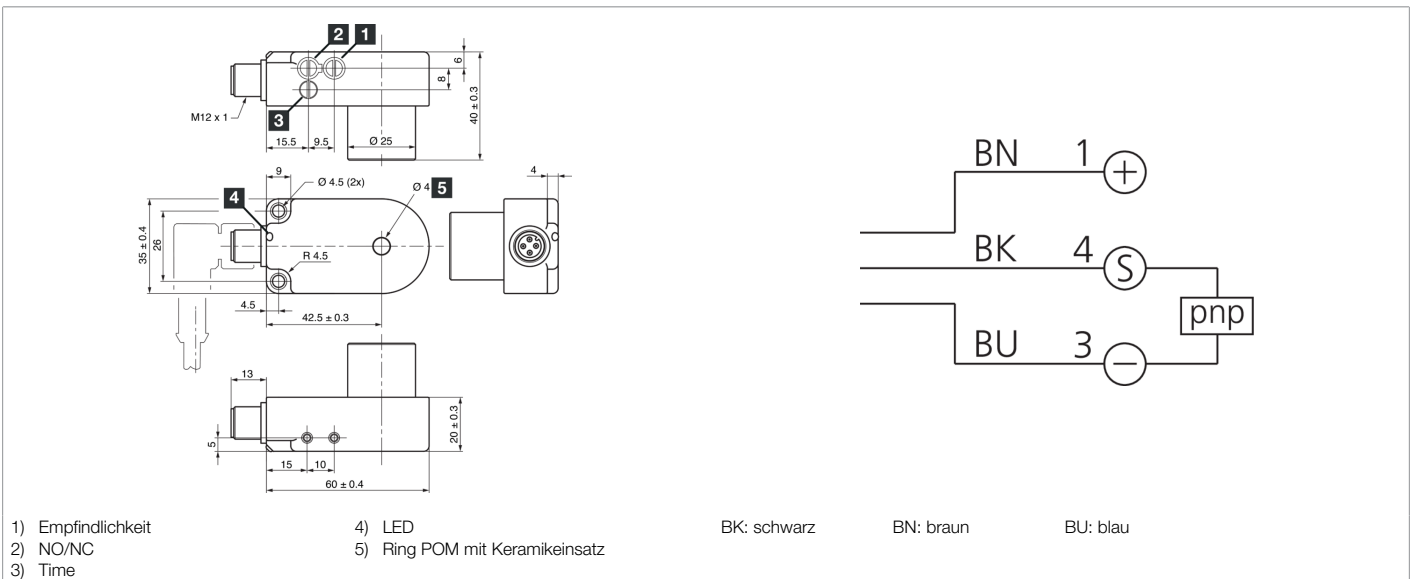 2 1
6
8
40 ± 0.3
M12 x 1
3
15.5 9.5 Ø 25
9
Ø 4.5 (2x)
4
Ø 4 5
4
35 ± 0.4
26
R 4.5
4.5
42.5 ± 0.3
13
5
20 ± 0.3
15 10
60 ± 0.4
BN 1 +
BK 4 S
pnp
BU 3 −
1) Empfindlichkeit
2) NO/NC
3) Time
4) LED
5) Ring POM mit Keramikeinsatz
BK: schwarz BN: braun BU: blau